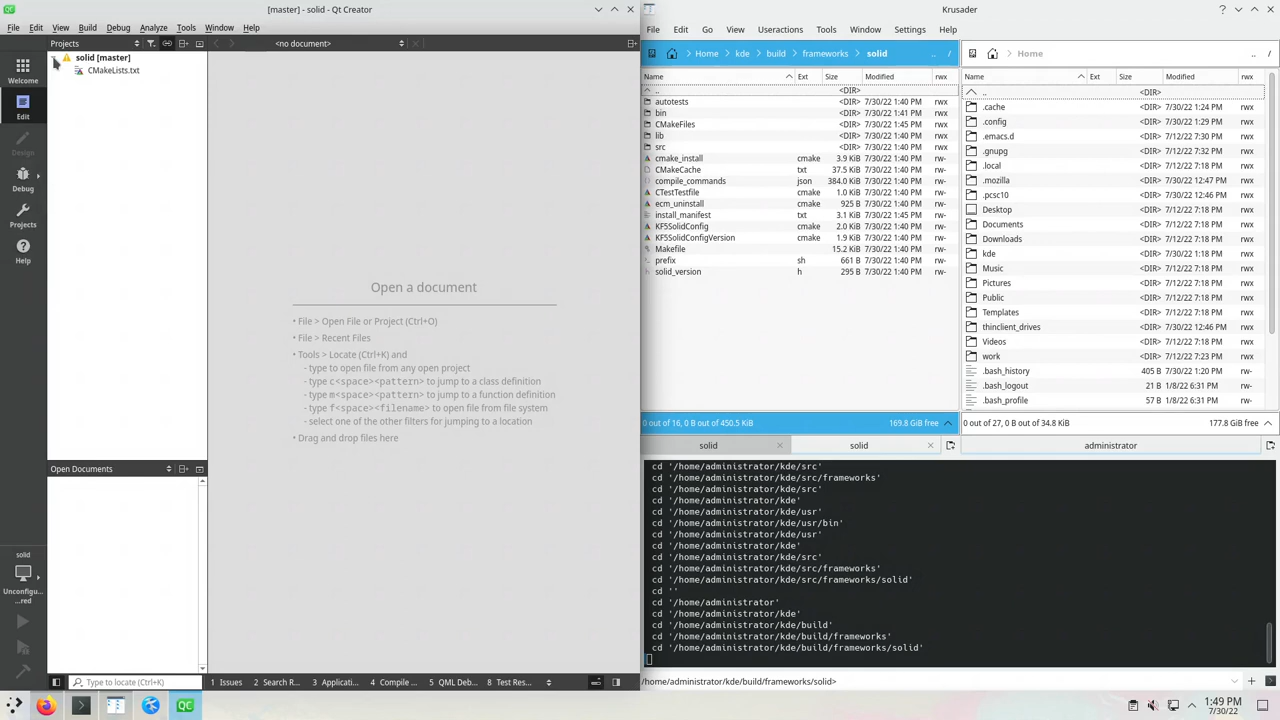 [master] - solid - Qt Creator
File Edit View Build Debug Analyze Tools Window Help
Projects
<no document>
Welcome
Edit
Design
Debug
Projects
Help
solid
Unconfigu...
...red
solid [master]
CMakeLists.txt
Open a document
• File > Open File or Project (Ctrl+O)
• File > Recent Files
• Tools > Locate (Ctrl+K) and
- type to open file from any open project
- type c<space><pattern> to jump to a class definition
- type m<space><pattern> to jump to a function definition
- type f<space><filename> to open file from file system
- select one of the other filters for jumping to a location
• Drag and drop files here
Open Documents
Type to locate (Ctrl+K)
1 Issues 2 Search R... 3 Applicati... 4 Compile ... 5 QML Deb... 8 Test Res...
Krusader
File Edit Go View Useractions Tools Window Settings Help
Home > kde > build > frameworks > solid .. /
Name Ext Size Modified rwx
.. <DIR>
autotests <DIR> 7/30/22 1:40 PM rwx
bin <DIR> 7/30/22 1:41 PM rwx
CMakeFiles <DIR> 7/30/22 1:45 PM rwx
lib <DIR> 7/30/22 1:40 PM rwx
src <DIR> 7/30/22 1:40 PM rwx
cmake_install cmake 3.9 KiB 7/30/22 1:40 PM rw-
CMakeCache txt 37.5 KiB 7/30/22 1:40 PM rw-
compile_commands json 384.0 KiB 7/30/22 1:40 PM rw-
CTestTestfile cmake 1.0 KiB 7/30/22 1:40 PM rw-
ecm_uninstall cmake 925 B 7/30/22 1:40 PM rw-
install_manifest txt 3.1 KiB 7/30/22 1:45 PM rw-
KF5SolidConfig cmake 2.0 KiB 7/30/22 1:40 PM rw-
KF5SolidConfigVersion cmake 1.9 KiB 7/30/22 1:40 PM rw-
Makefile 15.2 KiB 7/30/22 1:40 PM rw-
prefix sh 661 B 7/30/22 1:40 PM rw-
solid_version h 295 B 7/30/22 1:40 PM rw-
0 out of 16, 0 B out of 450.5 KiB 169.8 GiB free
solid
solid
Home .. /
Name Ext Size Modified rwx
.. <DIR>
.cache <DIR> 7/30/22 1:24 PM rwx
.config <DIR> 7/30/22 1:29 PM rwx
.emacs.d <DIR> 7/12/22 7:30 PM rwx
.gnupg <DIR> 7/12/22 7:32 PM rwx
.local <DIR> 7/12/22 7:18 PM rwx
.mozilla <DIR> 7/30/22 12:47 PM rwx
.pcsc10 <DIR> 7/30/22 12:46 PM rwx
Desktop <DIR> 7/12/22 7:18 PM rwx
Documents <DIR> 7/12/22 7:18 PM rwx
Downloads <DIR> 7/12/22 7:18 PM rwx
kde <DIR> 7/30/22 1:18 PM rwx
Music <DIR> 7/12/22 7:18 PM rwx
Pictures <DIR> 7/12/22 7:18 PM rwx
Public <DIR> 7/12/22 7:18 PM rwx
Templates <DIR> 7/12/22 7:18 PM rwx
thinclient_drives <DIR> 7/30/22 12:46 PM rwx
Videos <DIR> 7/12/22 7:18 PM rwx
work <DIR> 7/12/22 7:23 PM rwx
.bash_history 405 B 7/30/22 1:20 PM rw-
.bash_logout 21 B 1/8/22 6:31 PM rw-
.bash_profile 57 B 1/8/22 6:31 PM rw-
0 out of 27, 0 B out of 34.8 KiB 177.8 GiB free
administrator
cd '/home/administrator/kde/src'
cd '/home/administrator/kde/src/frameworks'
cd '/home/administrator/kde/src'
cd '/home/administrator/kde'
cd '/home/administrator/kde/usr'
cd '/home/administrator/kde/usr/bin'
cd '/home/administrator/kde/usr'
cd '/home/administrator/kde'
cd '/home/administrator/kde/src'
cd '/home/administrator/kde/src/frameworks'
cd '/home/administrator/kde/src/frameworks/solid'
cd ''
cd '/home/administrator'
cd '/home/administrator/kde'
cd '/home/administrator/kde/build'
cd '/home/administrator/kde/build/frameworks'
cd '/home/administrator/kde/build/frameworks/solid'
/home/administrator/kde/build/frameworks/solid>
1:49 PM
7/30/22